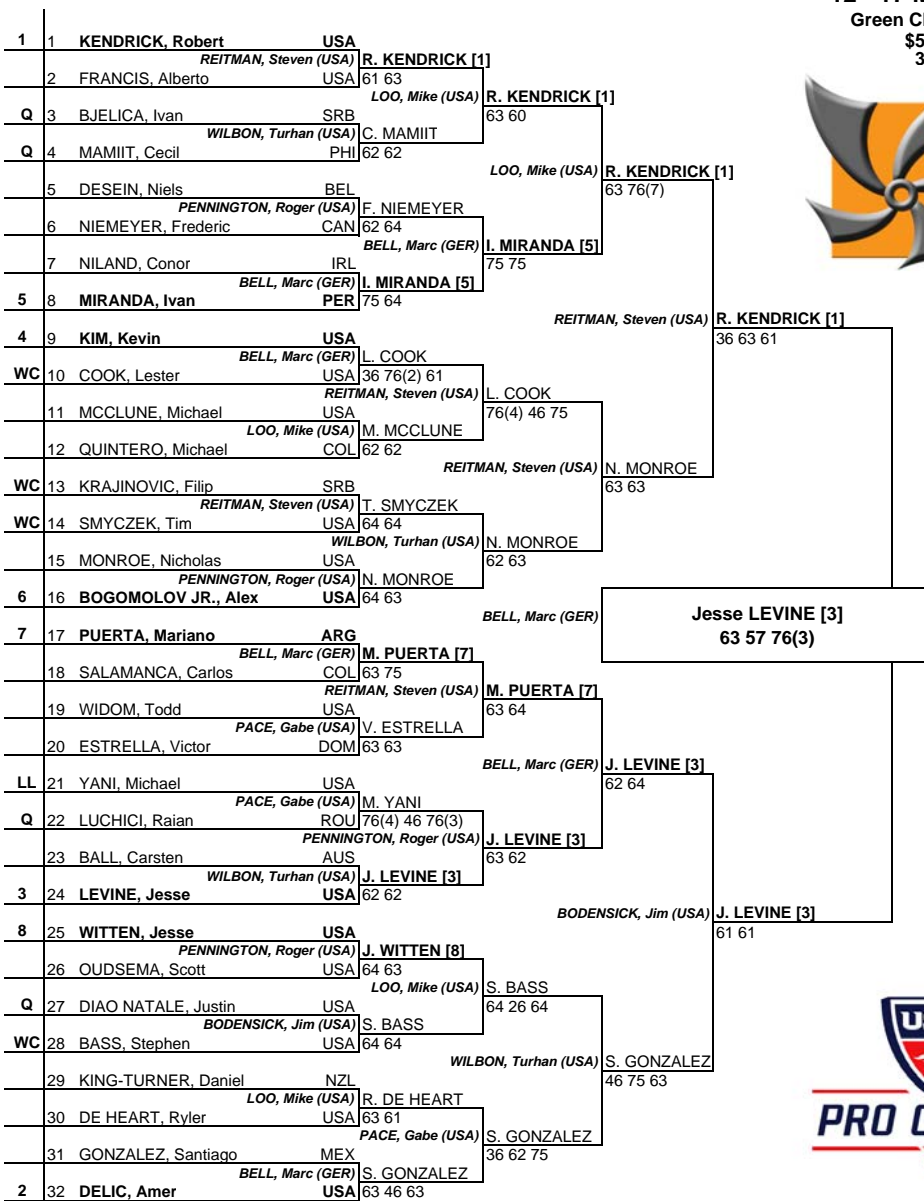 12 - 17
Green Cl
$5
3
1 1 KENDRICK, Robert USA
REITMAN, Steven (USA) R. KENDRICK [1]
2 FRANCIS, Alberto USA 61 63
LOO, Mike (USA) R. KENDRICK [1]
Q 3 BJELICA, Ivan SRB 63 60
WILBON, Turhan (USA) C. MAMIIT
Q 4 MAMIIT, Cecil PHI 62 62
LOO, Mike (USA) R. KENDRICK [1]
5 DESEIN, Niels BEL 63 76(7)
PENNINGTON, Roger (USA) F. NIEMEYER
6 NIEMEYER, Frederic CAN 62 64
BELL, Marc (GER) I. MIRANDA [5]
7 NILAND, Conor IRL 75 75
BELL, Marc (GER) I. MIRANDA [5]
5 8 MIRANDA, Ivan PER 75 64
REITMAN, Steven (USA) R. KENDRICK [1]
4 9 KIM, Kevin USA 36 63 61
BELL, Marc (GER) L. COOK
WC 10 COOK, Lester USA 36 76(2) 61
REITMAN, Steven (USA) L. COOK
11 MCCLUNE, Michael USA 76(4) 46 75
LOO, Mike (USA) M. MCCLUNE
12 QUINTERO, Michael COL 62 62
REITMAN, Steven (USA) N. MONROE
WC 13 KRAJINOVIC, Filip SRB 63 63
REITMAN, Steven (USA) T. SMYCZEK
WC 14 SMYCZEK, Tim USA 64 64
WILBON, Turhan (USA) N. MONROE
15 MONROE, Nicholas USA 62 63
PENNINGTON, Roger (USA) N. MONROE
6 16 BOGOMOLOV JR., Alex USA 64 63
BELL, Marc (GER) Jesse LEVINE [3]
63 57 76(3)
7 17 PUERTA, Mariano ARG
BELL, Marc (GER) M. PUERTA [7]
18 SALAMANCA, Carlos COL 63 75
REITMAN, Steven (USA) M. PUERTA [7]
19 WIDOM, Todd USA 63 64
PACE, Gabe (USA) V. ESTRELLA
20 ESTRELLA, Victor DOM 63 63
BELL, Marc (GER) J. LEVINE [3]
LL 21 YANI, Michael USA 62 64
PACE, Gabe (USA) M. YANI
Q 22 LUCHICI, Raian ROU 76(4) 46 76(3)
PENNINGTON, Roger (USA) J. LEVINE [3]
23 BALL, Carsten AUS 63 62
WILBON, Turhan (USA) J. LEVINE [3]
3 24 LEVINE, Jesse USA 62 62
BODENSICK, Jim (USA) J. LEVINE [3]
8 25 WITTEN, Jesse USA 61 61
PENNINGTON, Roger (USA) J. WITTEN [8]
26 OUDSEMA, Scott USA 64 63
LOO, Mike (USA) S. BASS
Q 27 DIAO NATALE, Justin USA 64 26 64
BODENSICK, Jim (USA) S. BASS
WC 28 BASS, Stephen USA 64 64
WILBON, Turhan (USA) S. GONZALEZ
29 KING-TURNER, Daniel NZL 46 75 63
LOO, Mike (USA) R. DE HEART
30 DE HEART, Ryler USA 63 61
PACE, Gabe (USA) S. GONZALEZ
31 GONZALEZ, Santiago MEX 36 62 75
BELL, Marc (GER) S. GONZALEZ
2 32 DELIC, Amer USA 63 46 63
US
PRO C